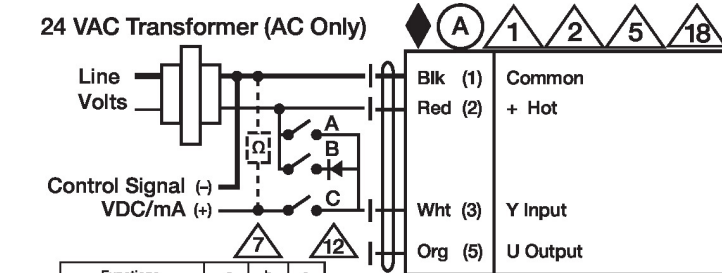 24 VAC Transformer (AC Only)
A 1 2 5 18
Line
Volts
Blk (1) Common
Red (2) + Hot
A
Ω
B
Control Signal (–)
VDC/mA (+)
C
Wht (3) Y Input
7 12
Org (5) U Output